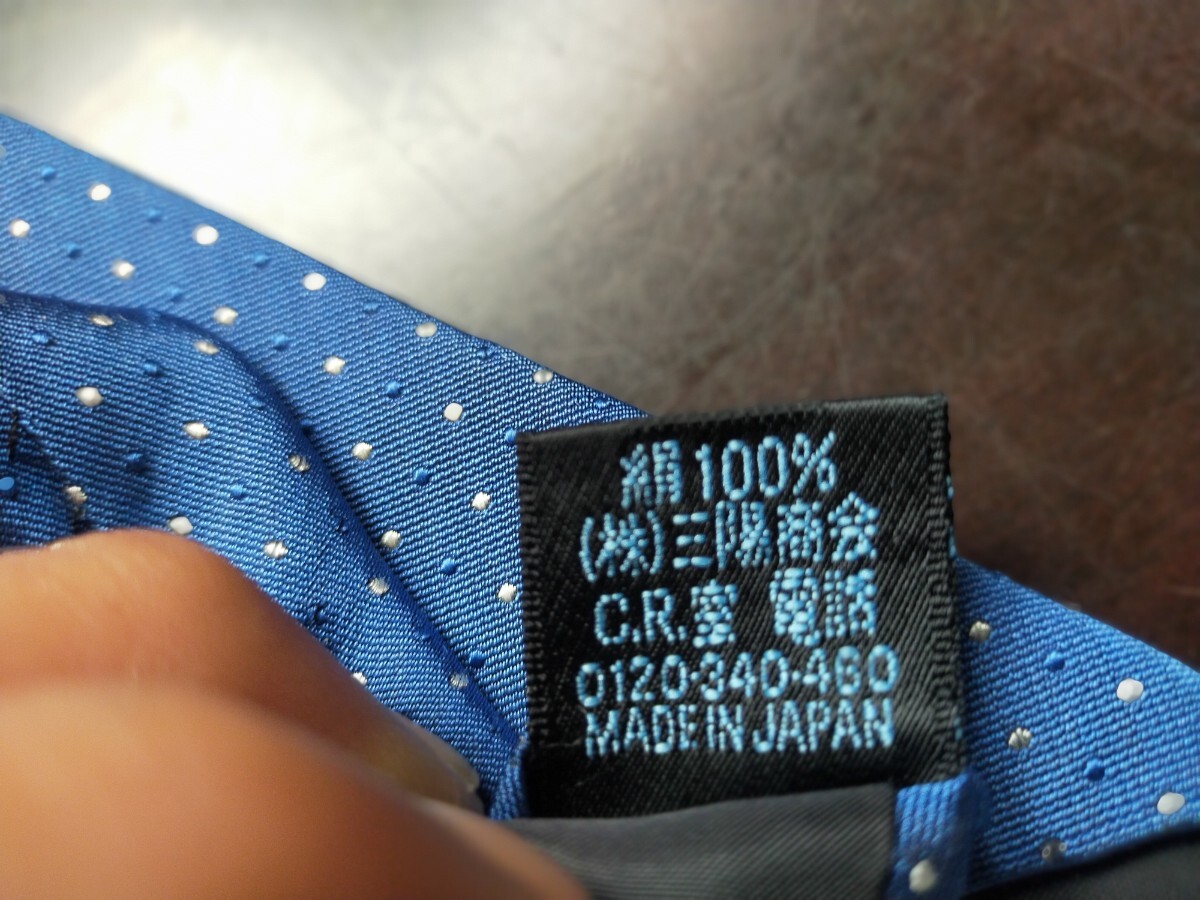 絹100%
(株)三陽商会
C.R.室 電話
0120-340-460
MADE IN JAPAN